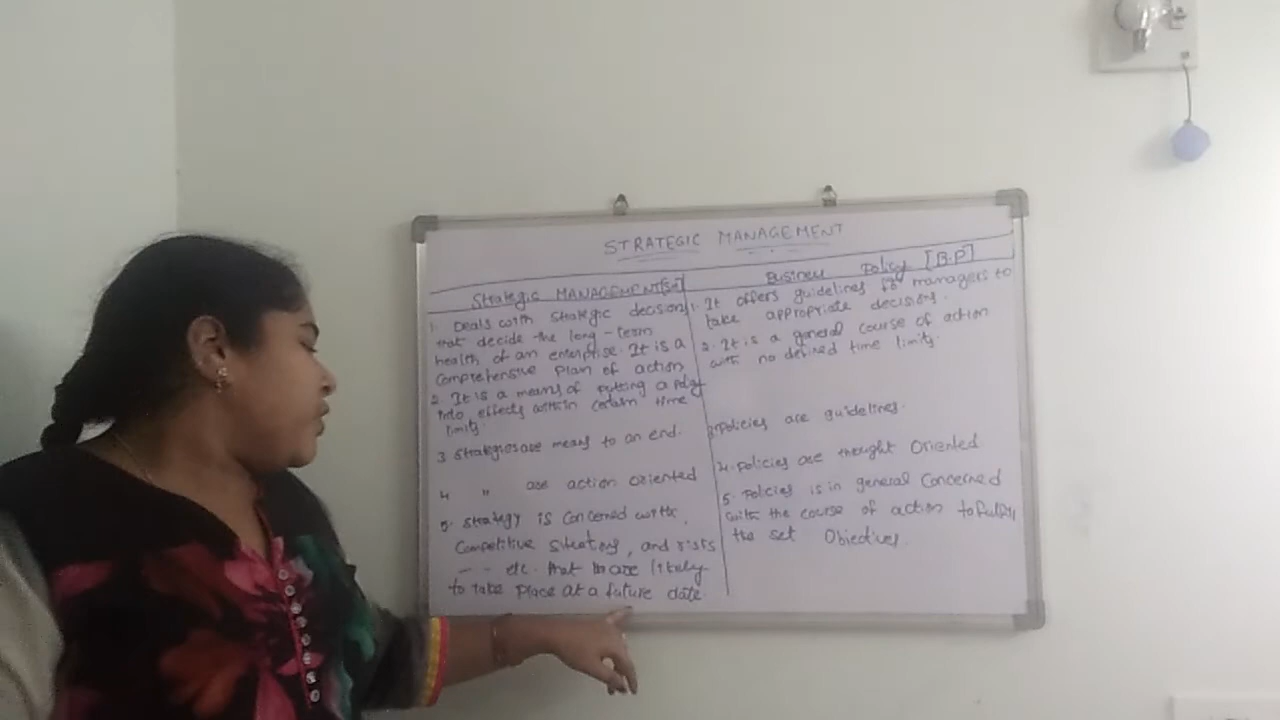 STRATEGIC MANAGEMENT
Strategic MANAGEMENT[SM]
1. Deals with strategic decisions
that decide the long-term
health of an enterprise. It is a
Comprehensive plan of action
2. It is a means of putting a policy
into effects within certain time
limits.
3 Strategies are means to an end.
4 " are action oriented
5. Strategy is concerned with
Competitive situations, and risks
- - etc. that are likely
to take place at a future date.
Business Policy [B.P]
1. It offers guidelines for managers to
take appropriate decisions.
2. It is a general course of action
with no defined time limits.
3. Policies are guidelines.
4. Policies are thought Oriented
5. Policies is in general Concerned
with the course of action to fulfil
the set Objectives.